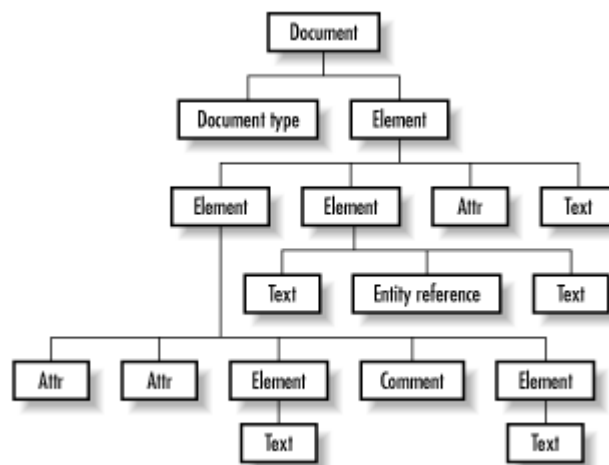 Document
Document type
Element
Element
Element
Attr
Text
Text
Entity reference
Text
Attr
Attr
Element
Comment
Element
Text
Text